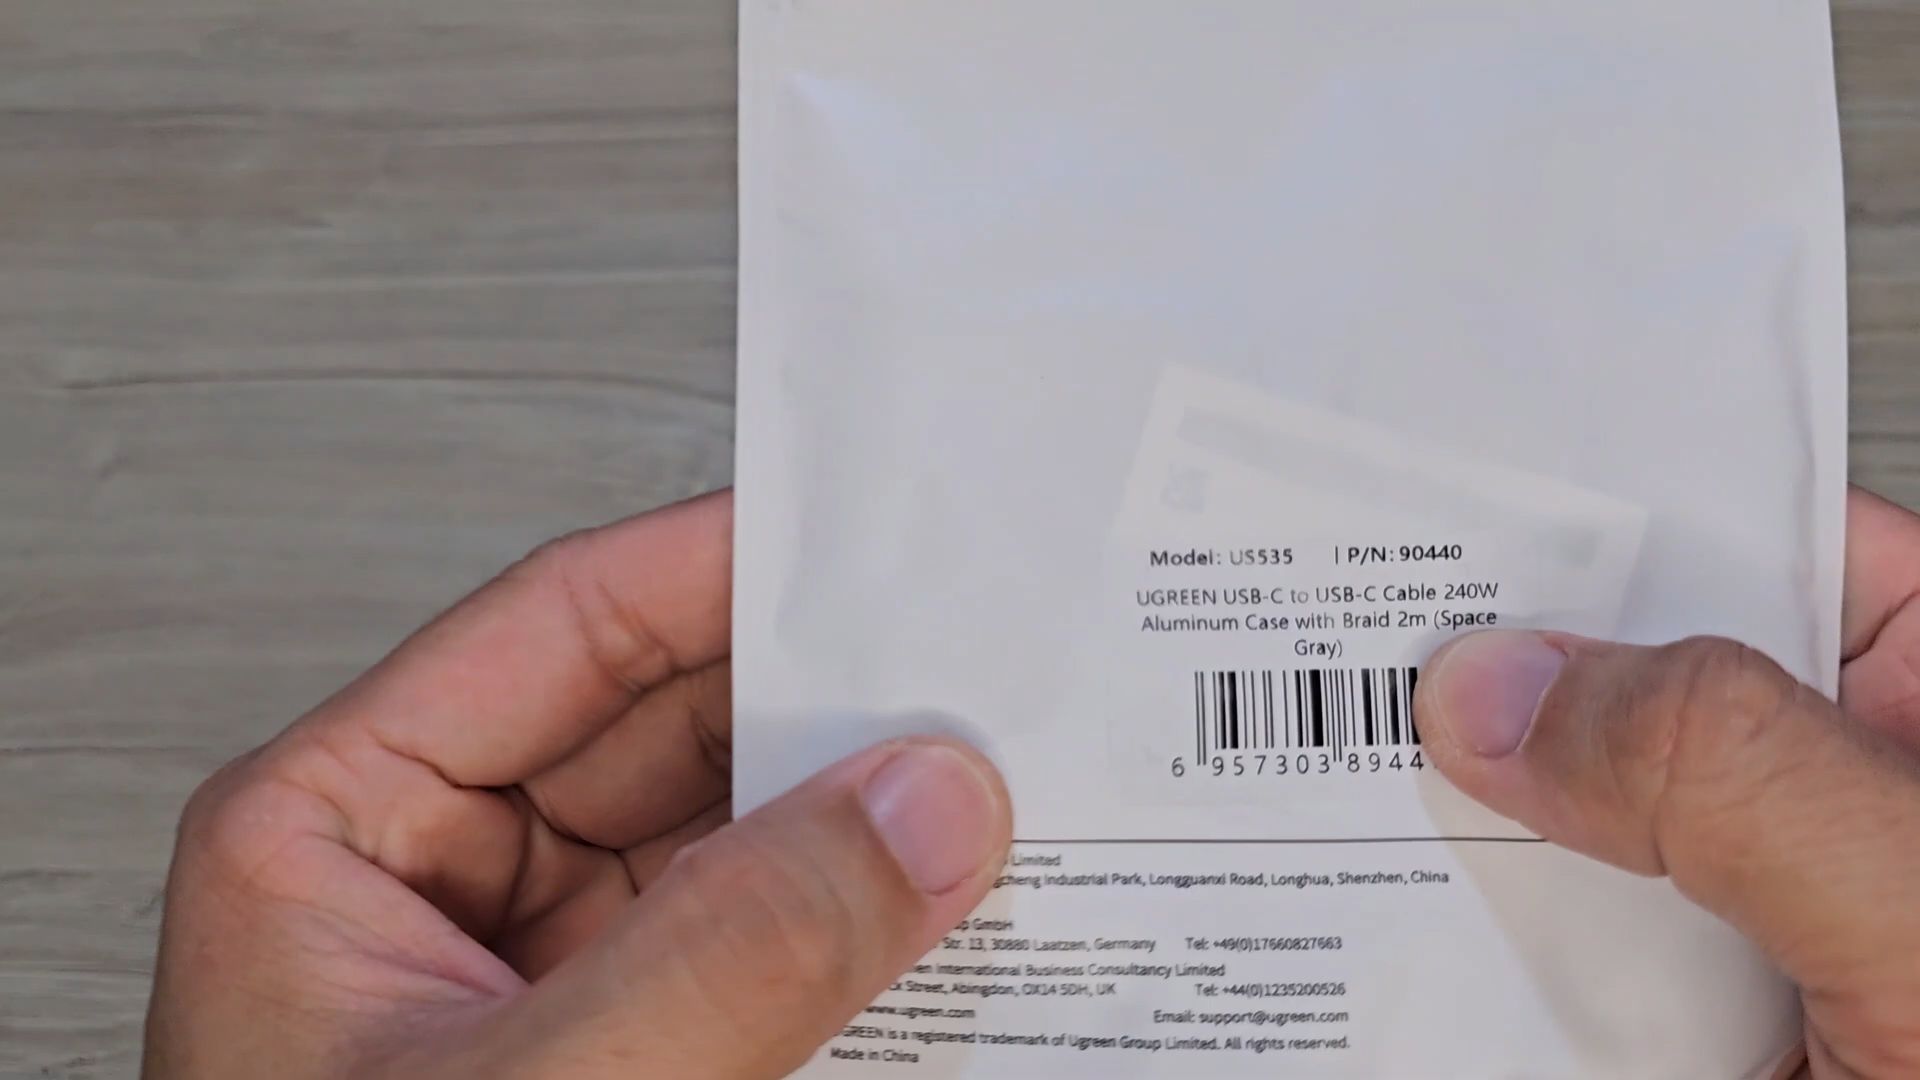 Model: US535 | P/N: 90440
UGREEN USB-C to USB-C Cable 240W
Aluminum Case with Braid 2m (Space
Gray)
6 957303 8944
Limited
Industrial Park, Longguanxi Road, Longhua, Shenzhen, China
GmbH
Str. 13, 30880 Laatzen, Germany Tel: +49(0)17660827663
International Business Consultancy Limited
Street, Abingdon, OX14 5DH, UK Tel: +44(0)1235200526
www.ugreen.com Email: support@ugreen.com
UGREEN is a registered trademark of Ugreen Group Limited. All rights reserved.
Made in China